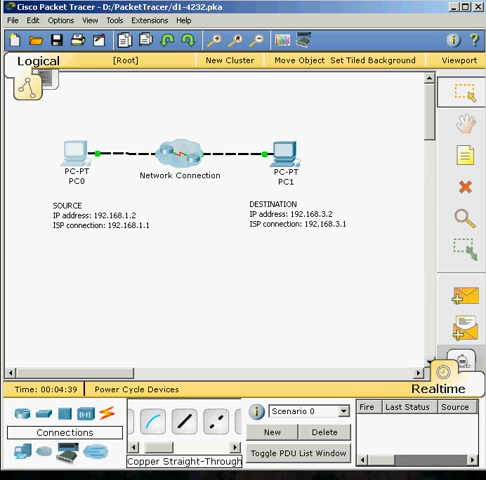 Cisco Packet Tracer - D:/PacketTracer/d1-4232.pka
File Edit Options View Tools Extensions Help
Logical [Root] New Cluster Move Object Set Tiled Background Viewport
PC-PT
PC0
Network Connection
PC-PT
PC1
SOURCE
IP address: 192.168.1.2
ISP connection: 192.168.1.1
DESTINATION
IP address: 192.168.3.2
ISP connection: 192.168.3.1
Time: 00:04:39 Power Cycle Devices Realtime
Connections
Copper Straight-Through
Scenario 0
New Delete
Toggle PDU List Window
Fire Last Status Source